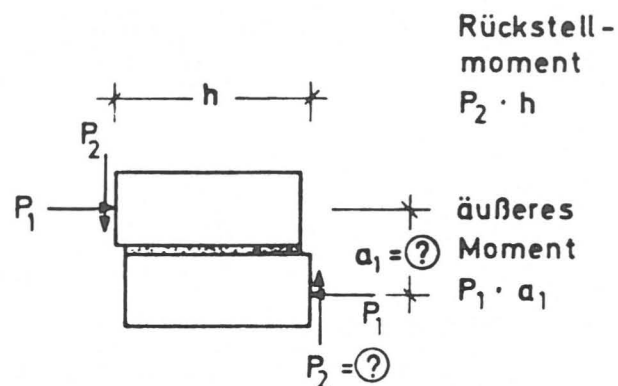 Rückstell-
moment
P₂ · h
h
P₂
P₁
äußeres
a₁ = ? Moment
P₁ P₁ · a₁
P₂ = ?